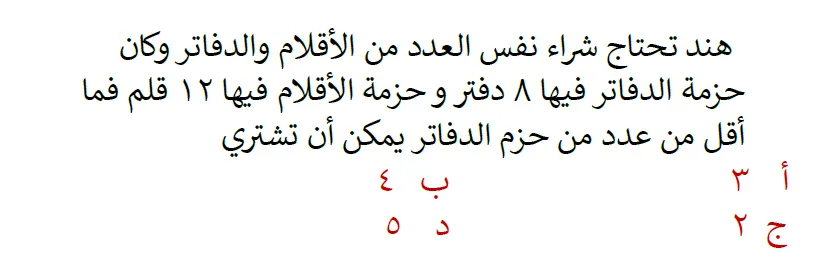 هند تحتاج شراء نفس العدد من الأقلام والدفاتر وكان
حزمة الدفاتر فيها ٨ دفتر و حزمة الأقلام فيها ١٢ قلم فما
أقل من عدد من حزم الدفاتر يمكن أن تشتري
أ ٣ ب ٤
ج ٢ د ٥